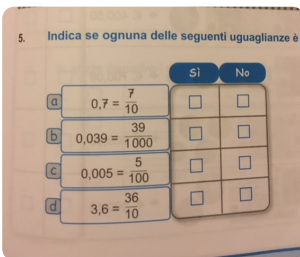 5. Indica se ognuna delle seguenti uguaglianze è
Sì No
a 0,7 = 7/10
b 0,039 = 39/1000
c 0,005 = 5/100
d 3,6 = 36/10